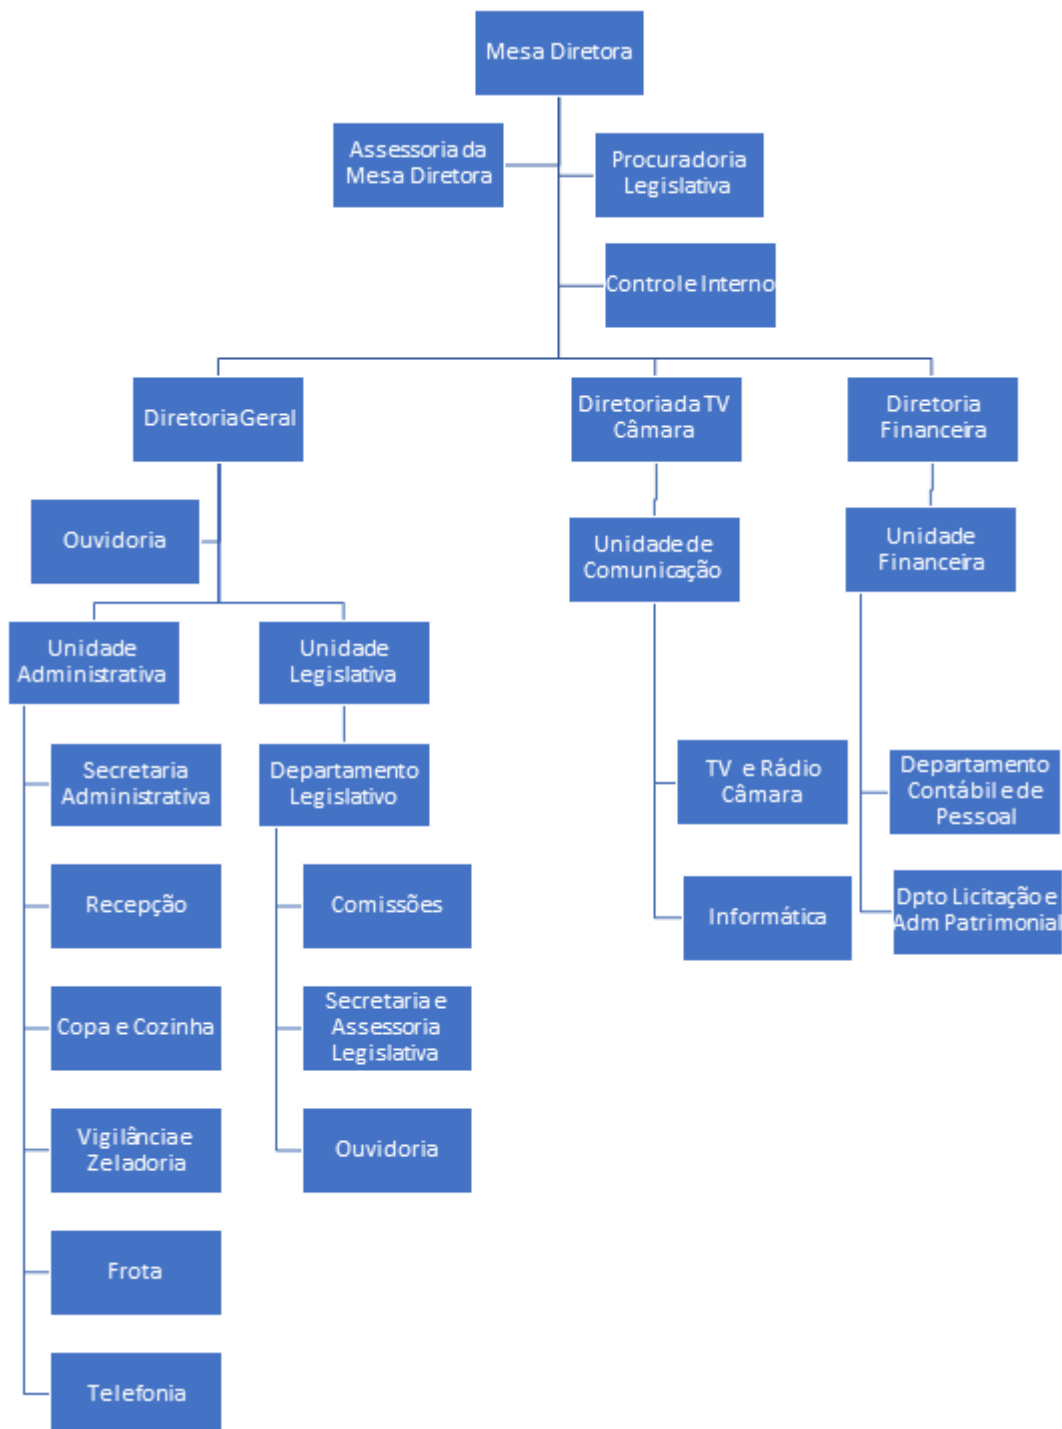 Mesa Diretora
Assessoria da
Mesa Diretora
Procuradoria
Legislativa
Controle Interno
Diretoria Geral
Diretoria da TV
Câmara
Diretoria
Financeira
Ouvidoria
Unidade de
Comunicação
Unidade
Financeira
Unidade
Administrativa
Unidade
Legislativa
Secretaria
Administrativa
Departamento
Legislativo
TV e Rádio
Câmara
Departamento
Contábil e de
Pessoal
Recepção
Comissões
Informática
Dpto Licitação e
Adm Patrimonial
Copa e Cozinha
Secretaria e
Assessoria
Legislativa
Vigilância e
Zeladoria
Ouvidoria
Frota
Telefonia